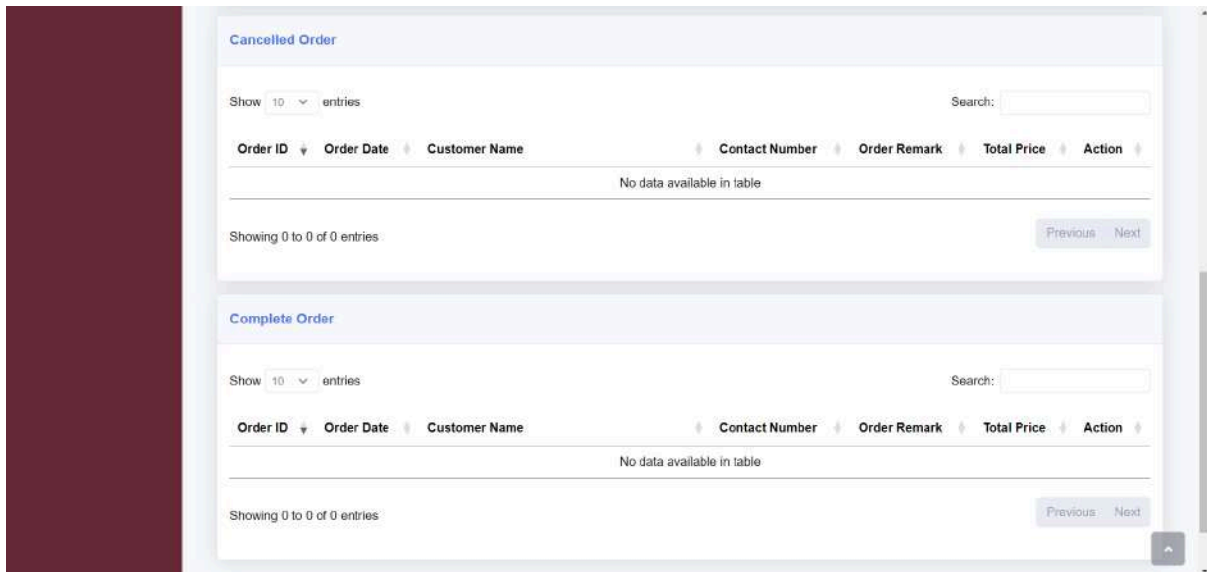 Cancelled Order
Show 10 entries Search:
Order ID Order Date Customer Name Contact Number Order Remark Total Price Action
No data available in table
Showing 0 to 0 of 0 entries Previous Next
Complete Order
Show 10 entries Search:
Order ID Order Date Customer Name Contact Number Order Remark Total Price Action
No data available in table
Showing 0 to 0 of 0 entries Previous Next